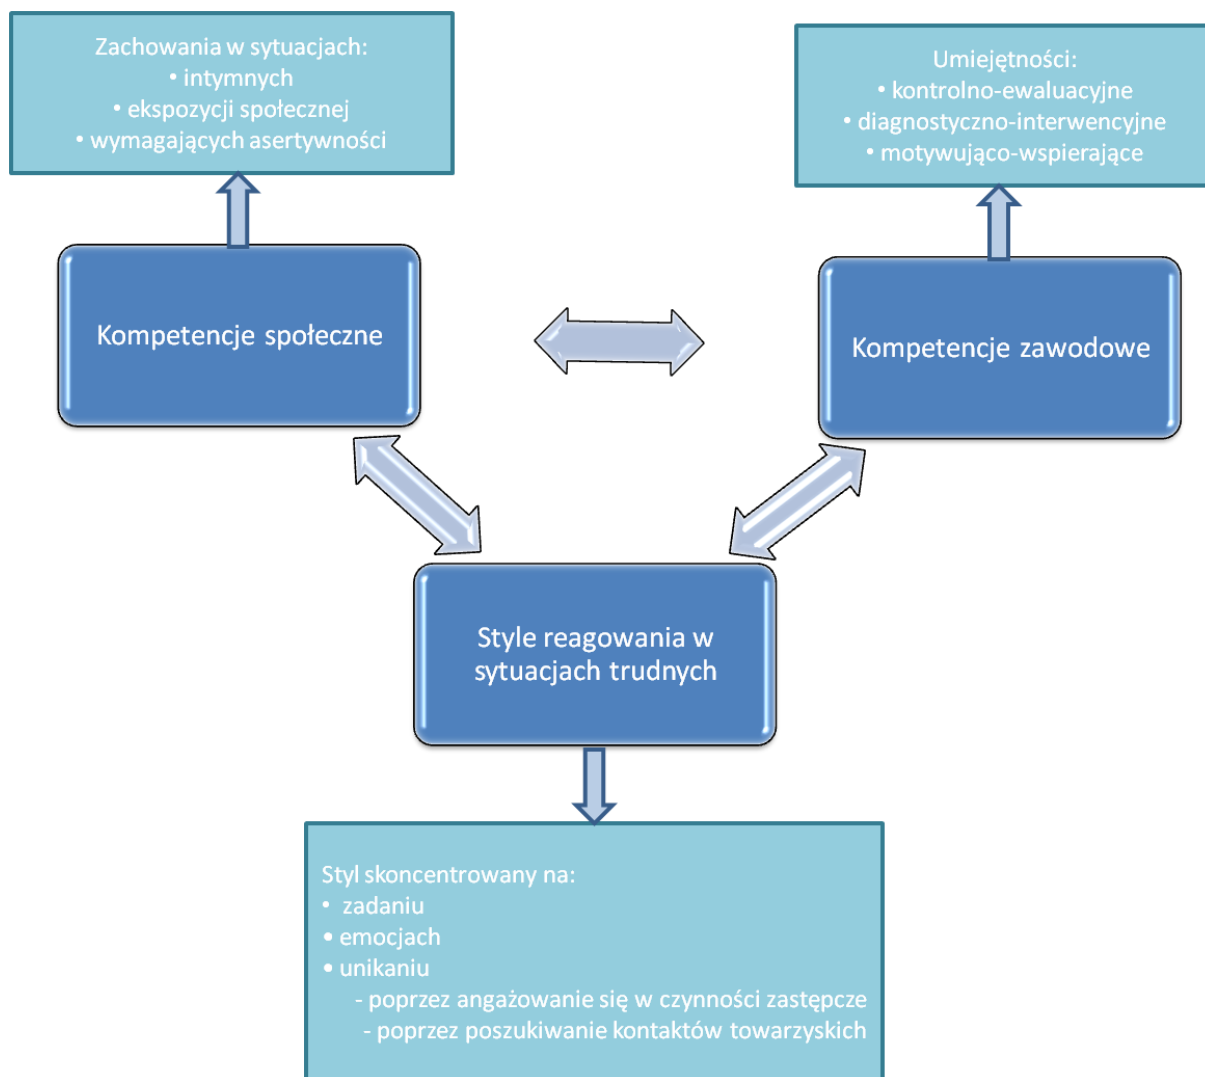 Zachowania w sytuacjach:
• intymnych
• ekspozycji społecznej
• wymagających asertywności
Umiejętności:
• kontrolno-ewaluacyjne
• diagnostyczno-interwencyjne
• motywująco-wspierające
Kompetencje społeczne
Kompetencje zawodowe
Style reagowania w
sytuacjach trudnych
Styl skoncentrowany na:
• zadaniu
• emocjach
• unikaniu
- poprzez angażowanie się w czynności zastępcze
- poprzez poszukiwanie kontaktów towarzyskich